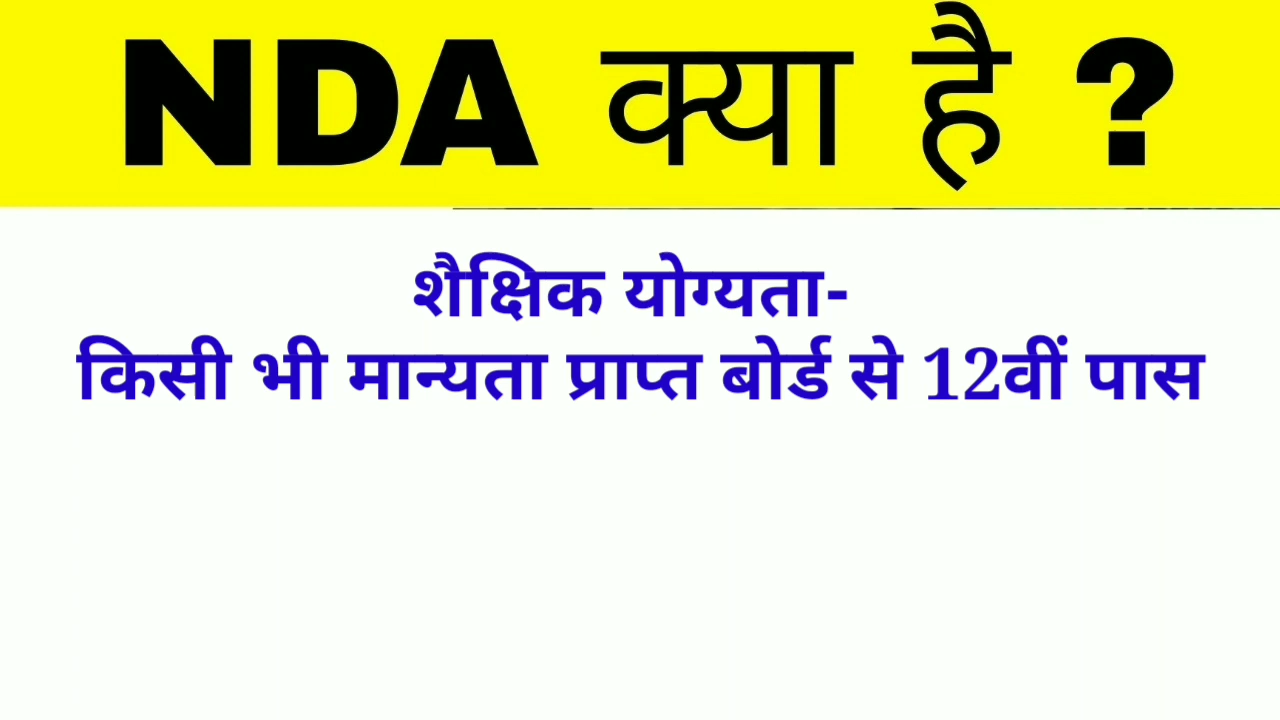 NDA क्या है ?
शैक्षिक योग्यता-
किसी भी मान्यता प्राप्त बोर्ड से 12वीं पास